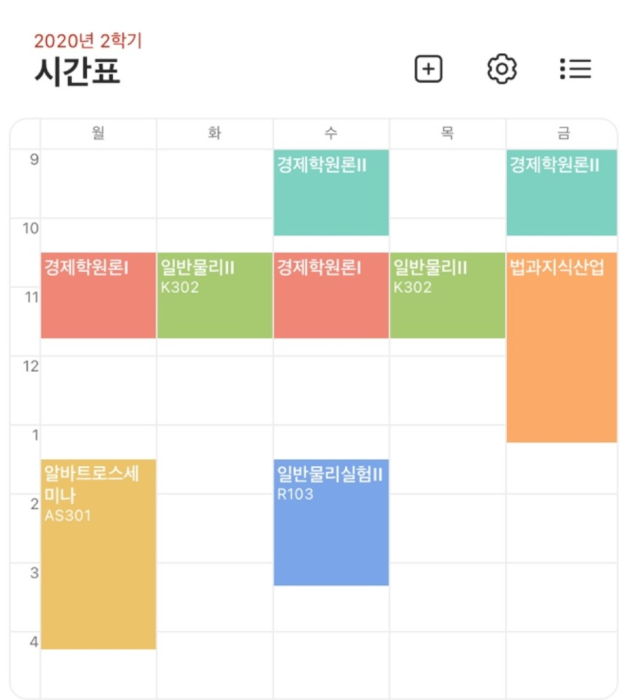 2020년 2학기
시간표
월 화 수 목 금
9
경제학원론II 경제학원론II
10
경제학원론I 일반물리II 경제학원론I 일반물리II 법과지식산업
K302 K302
11
12
1
알바트로스세 일반물리실험II
미나 R103
2
AS301
3
4